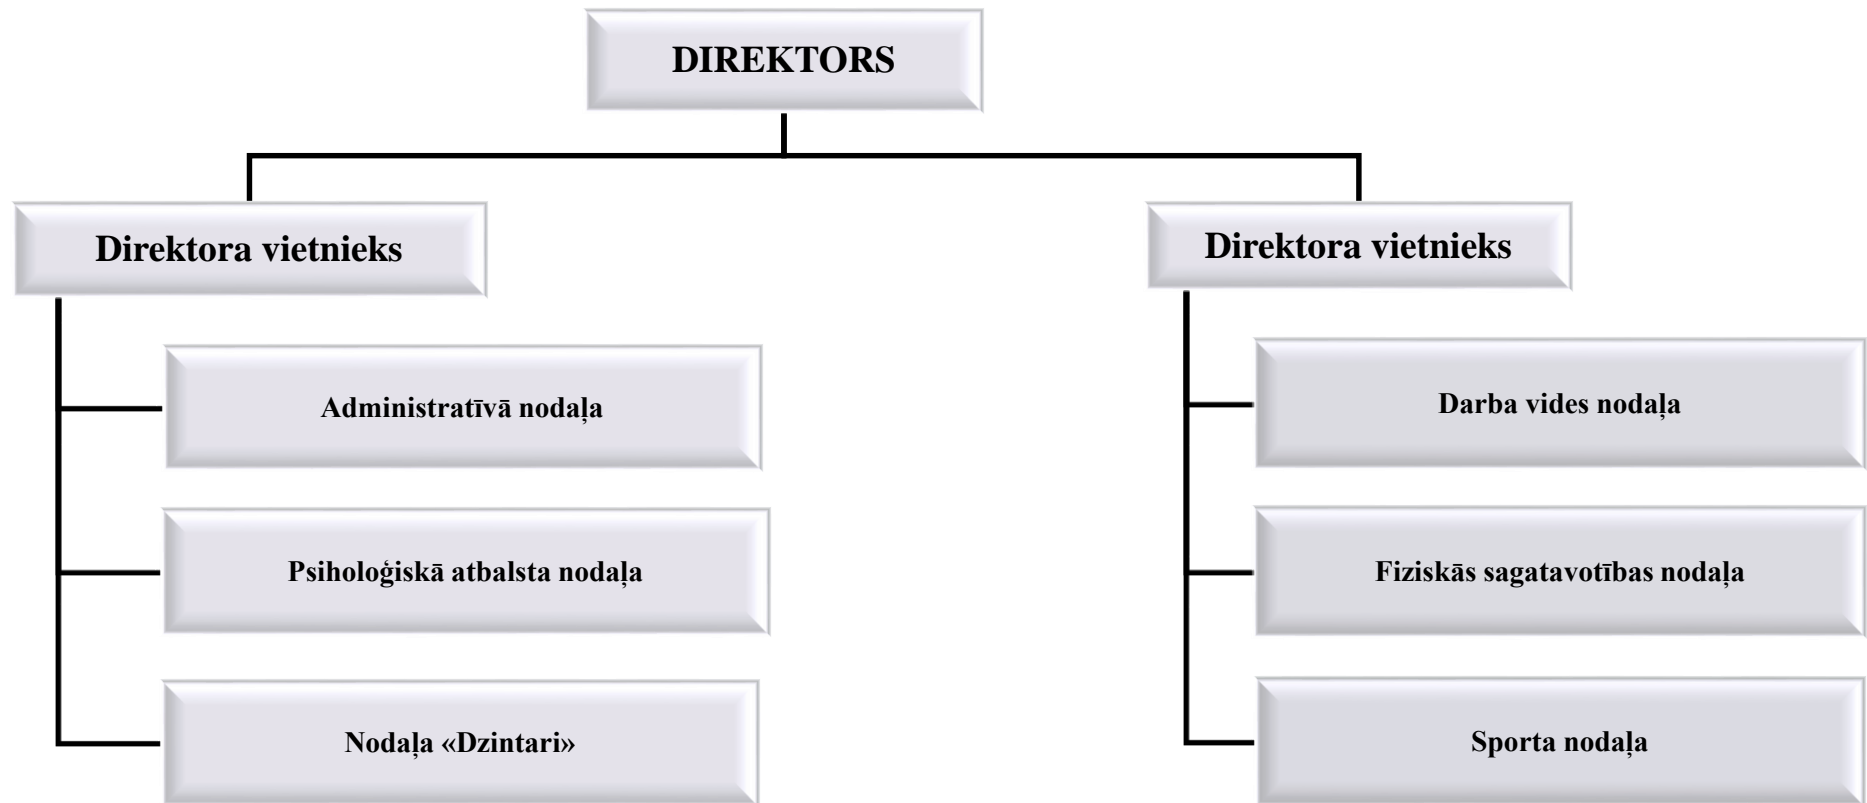 DIREKTORS
Direktora vietnieks
Administratīvā nodaļa
Psiholoģiskā atbalsta nodaļa
Nodaļa «Dzintari»
Direktora vietnieks
Darba vides nodaļa
Fiziskās sagatavotības nodaļa
Sporta nodaļa